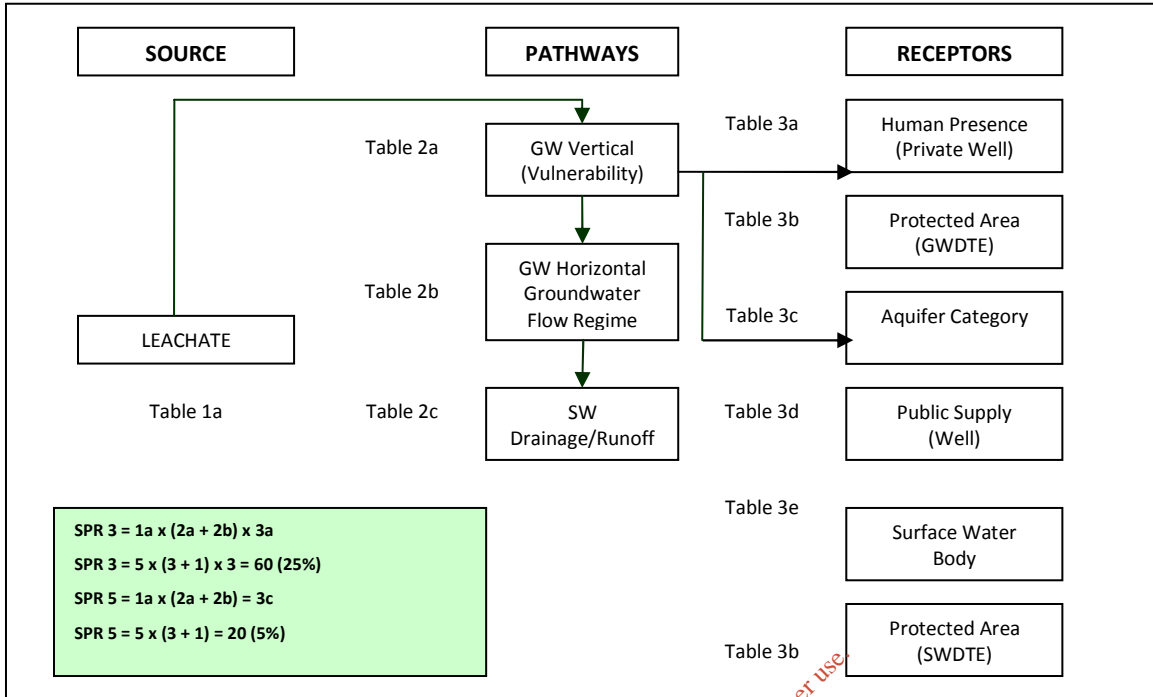 SOURCE
PATHWAYS
RECEPTORS
Table 2a
GW Vertical
(Vulnerability)
Table 3a
Human Presence
(Private Well)
Table 3b
Protected Area
(GWDTE)
Table 2b
GW Horizontal
Groundwater
Flow Regime
Table 3c
Aquifer Category
LEACHATE
Table 1a
Table 2c
SW
Drainage/Runoff
Table 3d
Public Supply
(Well)
Table 3e
Surface Water
Body
SPR 3 = 1a x (2a + 2b) x 3a
SPR 3 = 5 x (3 + 1) x 3 = 60 (25%)
SPR 5 = 1a x (2a + 2b) = 3c
SPR 5 = 5 x (3 + 1) = 20 (5%)
Table 3b
Protected Area
(SWDTE)
use.